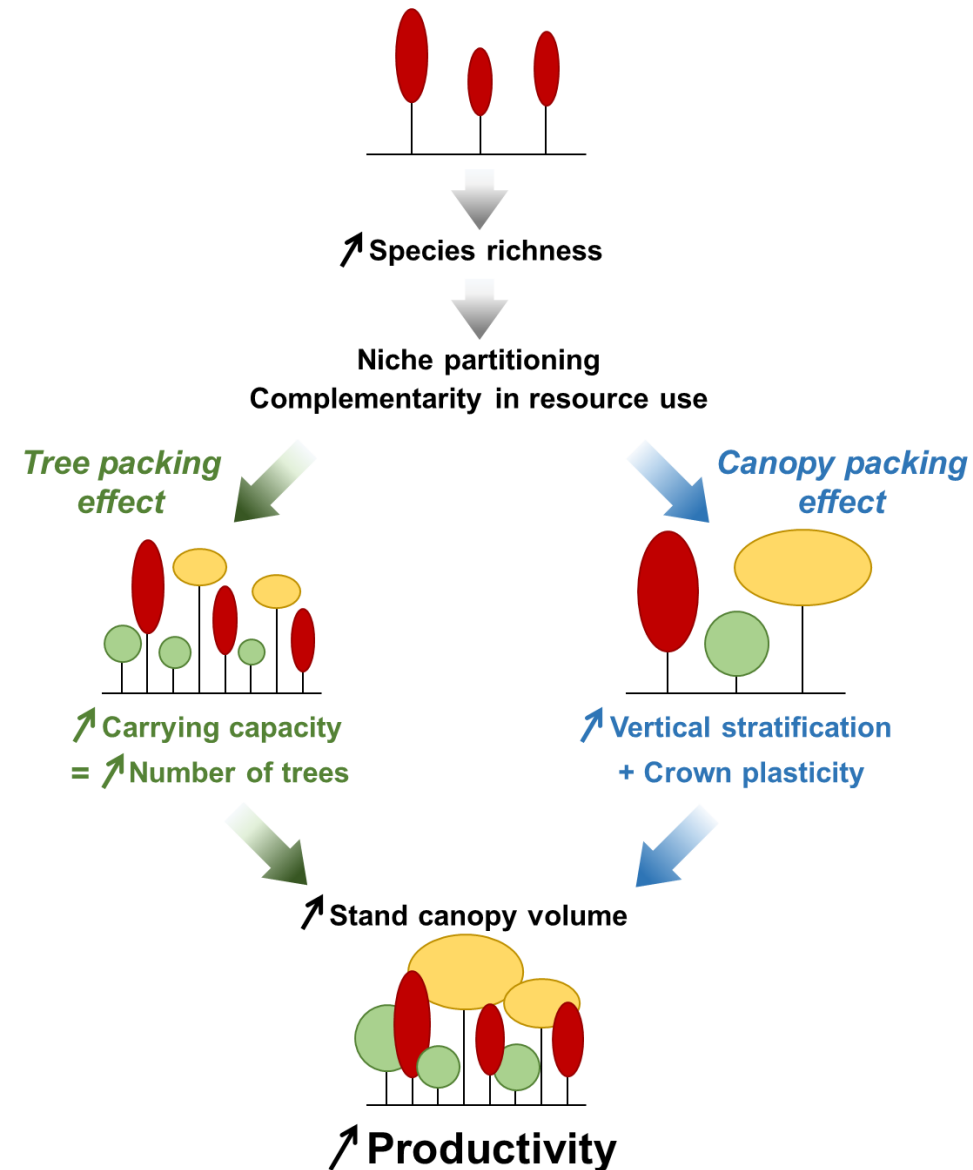 ↗ Species richness
Niche partitioning
Complementarity in resource use
Tree packing
effect
Canopy packing
effect
↗ Carrying capacity
= ↗ Number of trees
↗ Vertical stratification
+ Crown plasticity
↗ Stand canopy volume
↗ Productivity